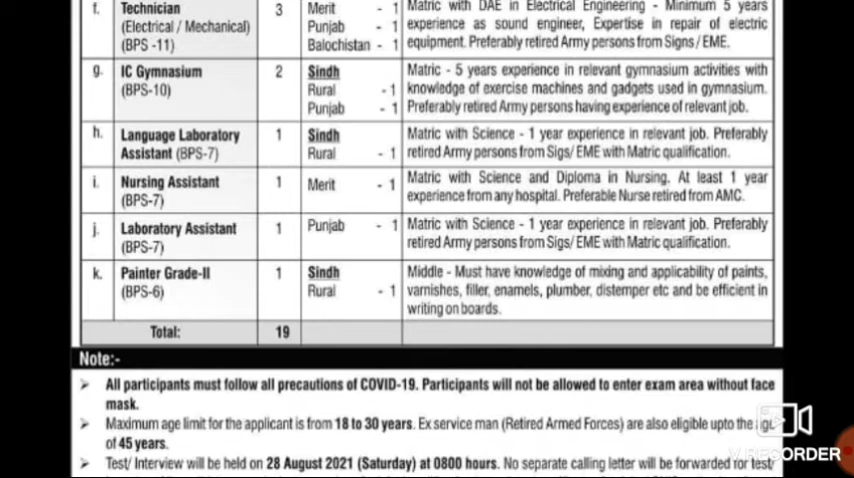 f. Technician 3 Merit - 1 Matric with DAE in Electrical Engineering - Minimum 5 years
(Electrical / Mechanical) Punjab - 1 experience as sound engineer, Expertise in repair of electric
(BPS -11) Balochistan - 1 equipment. Preferably retired Army persons from Signs / EME.
g. IC Gymnasium 2 Sindh Matric - 5 years experience in relevant gymnasium activities with
(BPS-10) Rural - 1 knowledge of exercise machines and gadgets used in gymnasium.
Punjab - 1 Preferably retired Army persons having experience of relevant job.
h. Language Laboratory 1 Sindh Matric with Science - 1 year experience in relevant job. Preferably
Assistant (BPS-7) Rural - 1 retired Army persons from Sigs/ EME with Matric qualification.
i. Nursing Assistant 1 Merit - 1 Matric with Science and Diploma in Nursing. At least 1 year
(BPS-7) experience from any hospital. Preferable Nurse retired from AMC.
j. Laboratory Assistant 1 Punjab - 1 Matric with Science - 1 year experience in relevant job. Preferably
(BPS-7) retired Army persons from Sigs/ EME with Matric qualification.
k. Painter Grade-II 1 Sindh Middle - Must have knowledge of mixing and applicability of paints,
(BPS-6) Rural - 1 varnishes, filler, enamels, plumber, distemper etc and be efficient in
writing on boards.
Total: 19
Note:-
➢ All participants must follow all precautions of COVID-19. Participants will not be allowed to enter exam area without face
mask.
➢ Maximum age limit for the applicant is from 18 to 30 years. Ex service man (Retired Armed Forces) are also eligible upto the
of 45 years.
➢ Test/ Interview will be held on 28 August 2021 (Saturday) at 0800 hours. No separate calling letter will be forwarded for test/
V RECORDER